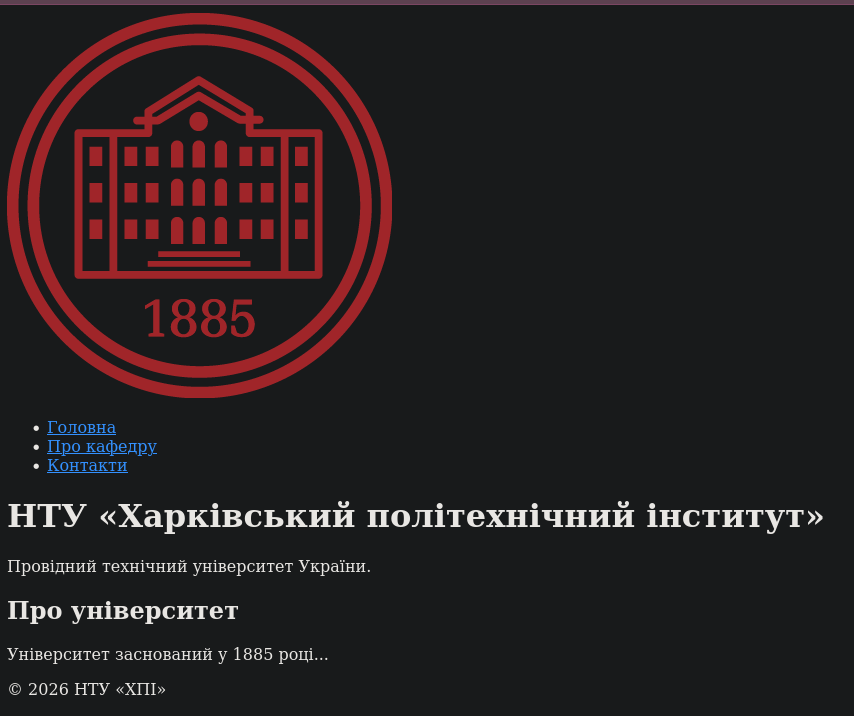 1885
Головна
Про кафедру
Контакти
НТУ «Харківський політехнічний інститут»
Провідний технічний університет України.
Про університет
Університет заснований у 1885 році...
© 2026 НТУ «ХПІ»